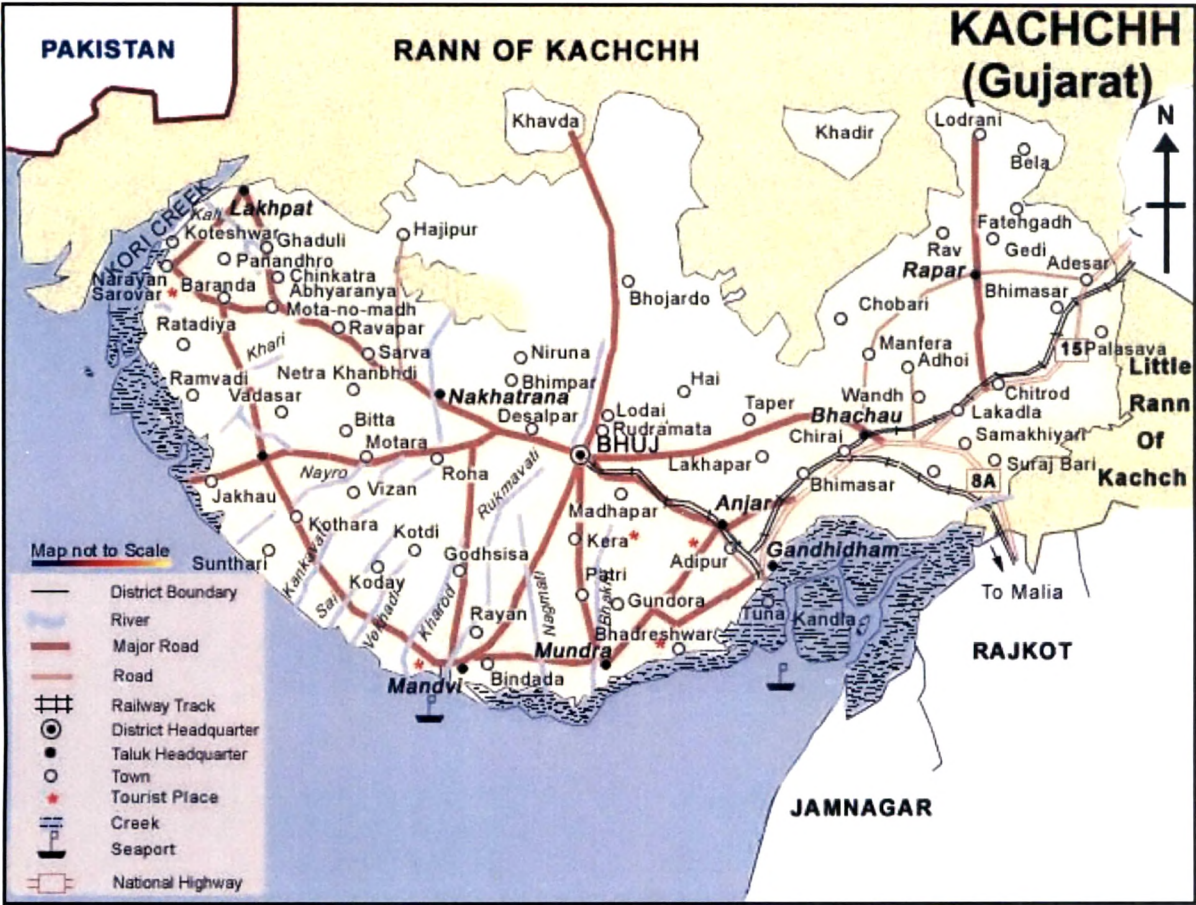 PAKISTAN
RANN OF KACHCHH
KACHCHH
(Gujarat)
N
Khavda
Khadir
Lodrani
Bela
KORI CREEK
Kali
Lakhpat
Koteshwar
Ghaduli
Hajipur
Fatengadh
Rav
Gedi
Panandhro
Narayan
Sarovar
Baranda
Chinkatra
Abhyaranya
Rapar
Adesar
Bhimasar
Bhojardo
Chobari
Mota-no-madh
Ratadiya
Ravapar
Khari
Sarva
Niruna
Manfera
Adhoi
15
Palasava
Little
Rann
Of
Kachch
Ramvadi
Netra Khanbhdi
Bhimpar
Hai
Vadasar
Nakhatrana
Wandh
Chitrod
Desalpar
Lodai
Taper
Bhachau
Lakadla
Bitta
Rudramata
Motara
BHUJ
Chirai
Samakhiyari
Nayro
Roha
Rukmavati
Lakhapar
Suraj Bari
Jakhau
Vizan
Bhimasar
8A
Madhapar
Anjar
Kothara
Kotdi
Kera
Adipur
Gandhidham
Map not to Scale
Sunthari
Kankavati
Godhsisa
Koday
Patri
To Malia
Sai
Vekhadi
Kharod
Nagmati
Bhakhi
Gundora
Tuna
Kandla
Rayan
Bhadreshwar
RAJKOT
Mundra
Mandvi
Bindada
JAMNAGAR
District Boundary
River
Major Road
Road
Railway Track
District Headquarter
Taluk Headquarter
Town
Tourist Place
Creek
Seaport
National Highway